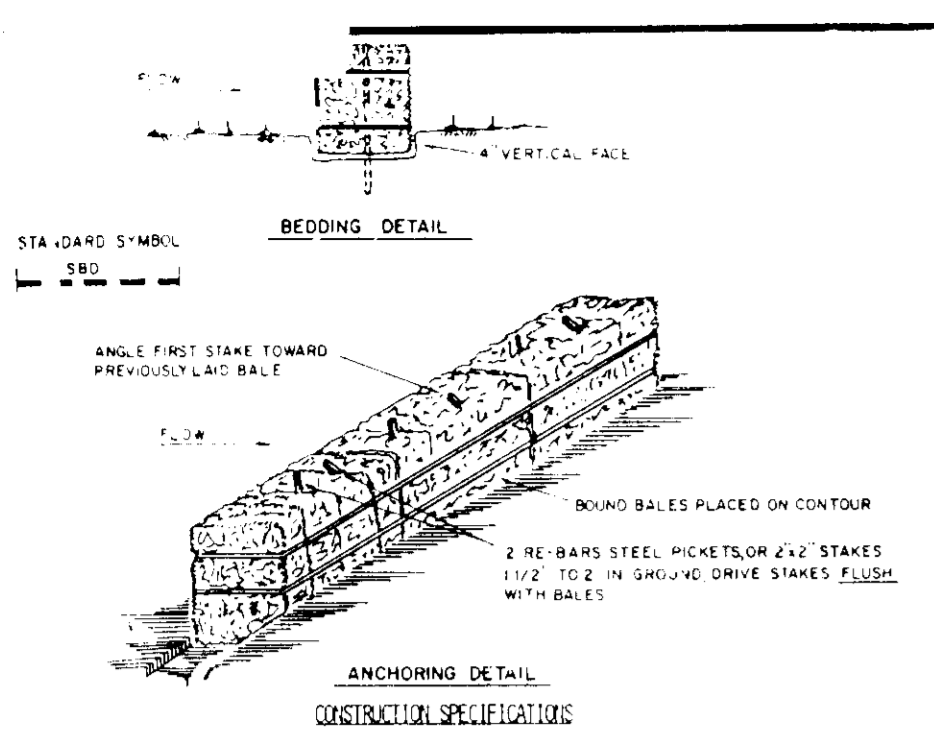 FLOW
4" VERTICAL FACE
BEDDING DETAIL
STANDARD SYMBOL
SBD
ANGLE FIRST STAKE TOWARD
PREVIOUSLY LAID BALE
FLOW
BOUND BALES PLACED ON CONTOUR
2 RE-BARS STEEL PICKETS, OR 2"x2" STAKES
1 1/2' TO 2 IN GROUND, DRIVE STAKES FLUSH
WITH BALES
ANCHORING DETAIL
CONSTRUCTION SPECIFICATIONS